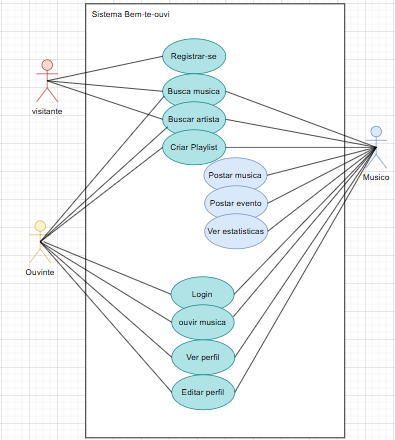 Sistema Bem-te-ouvi
Registrar-se
Busca musica
visitante
Buscar artista
Criar Playlist
Musico
Postar musica
Postar evento
Ver estatisticas
Ouvinte
Login
ouvir musica
Ver perfil
Editar perfil